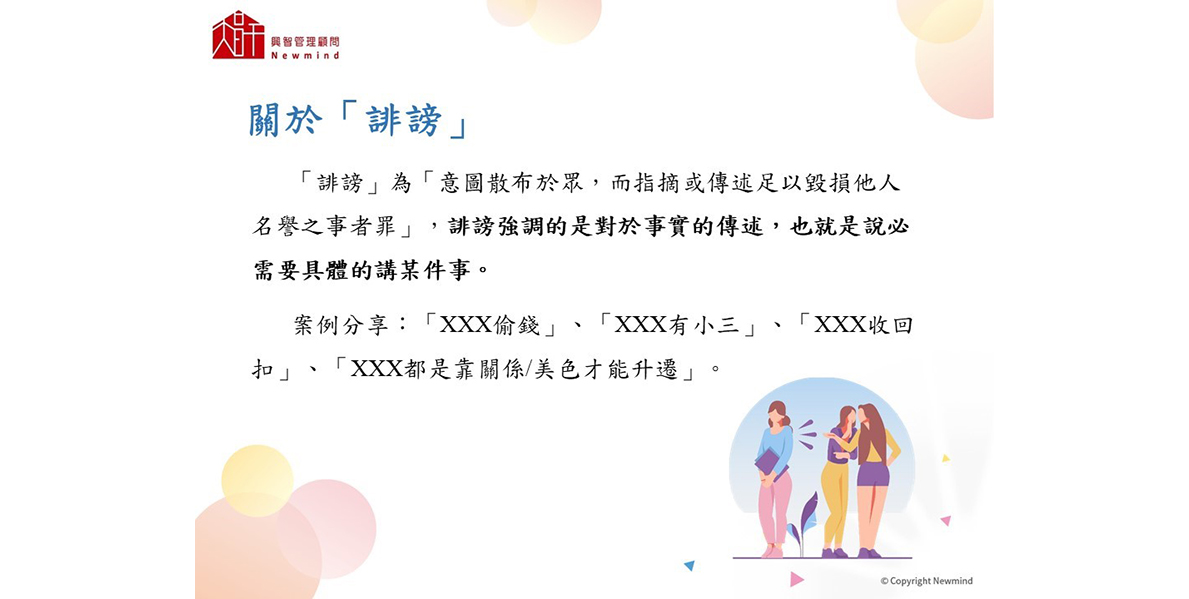 興智管理顧問
Newmind
關於「誹謗」
「誹謗」為「意圖散布於眾，而指摘或傳述足以毀損他人
名譽之事者罪」，誹謗強調的是對於事實的傳述，也就是說必
需要具體的講某件事。
案例分享：「XXX偷錢」、「XXX有小三」、「XXX收回
扣」、「XXX都是靠關係/美色才能升遷」。
© Copyright Newmind